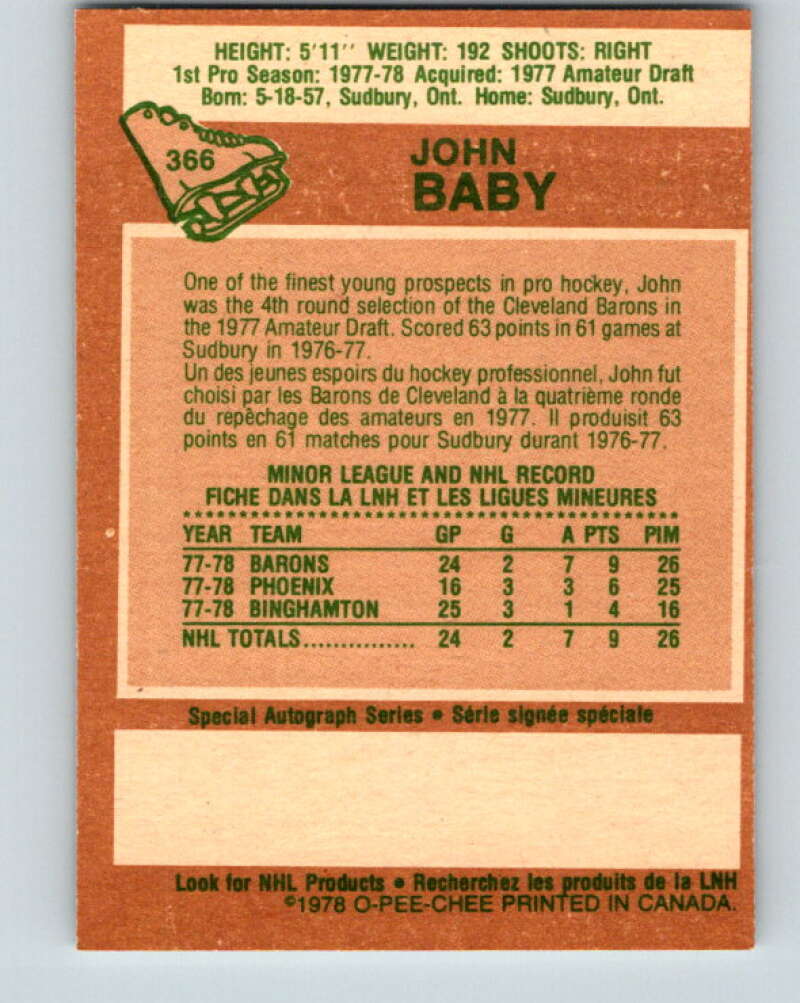 HEIGHT: 5'11'' WEIGHT: 192 SHOOTS: RIGHT
1st Pro Season: 1977-78 Acquired: 1977 Amateur Draft
Born: 5-18-57, Sudbury, Ont. Home: Sudbury, Ont.
366
JOHN
BABY
One of the finest young prospects in pro hockey, John
was the 4th round selection of the Cleveland Barons in
the 1977 Amateur Draft. Scored 63 points in 61 games at
Sudbury in 1976-77.
Un des jeunes espoirs du hockey professionnel, John fut
choisi par les Barons de Cleveland à la quatrième ronde
du repêchage des amateurs en 1977. Il produisit 63
points en 61 matches pour Sudbury durant 1976-77.
MINOR LEAGUE AND NHL RECORD
FICHE DANS LA LNH ET LES LIGUES MINEURES
YEAR TEAM GP G A PTS PIM
77-78 BARONS 24 2 7 9 26
77-78 PHOENIX 16 3 3 6 25
77-78 BINGHAMTON 25 3 1 4 16
NHL TOTALS............... 24 2 7 9 26
Special Autograph Series • Série signée spéciale
Look for NHL Products • Recherchez les produits de la LNH
©1978 O-PEE-CHEE PRINTED IN CANADA.